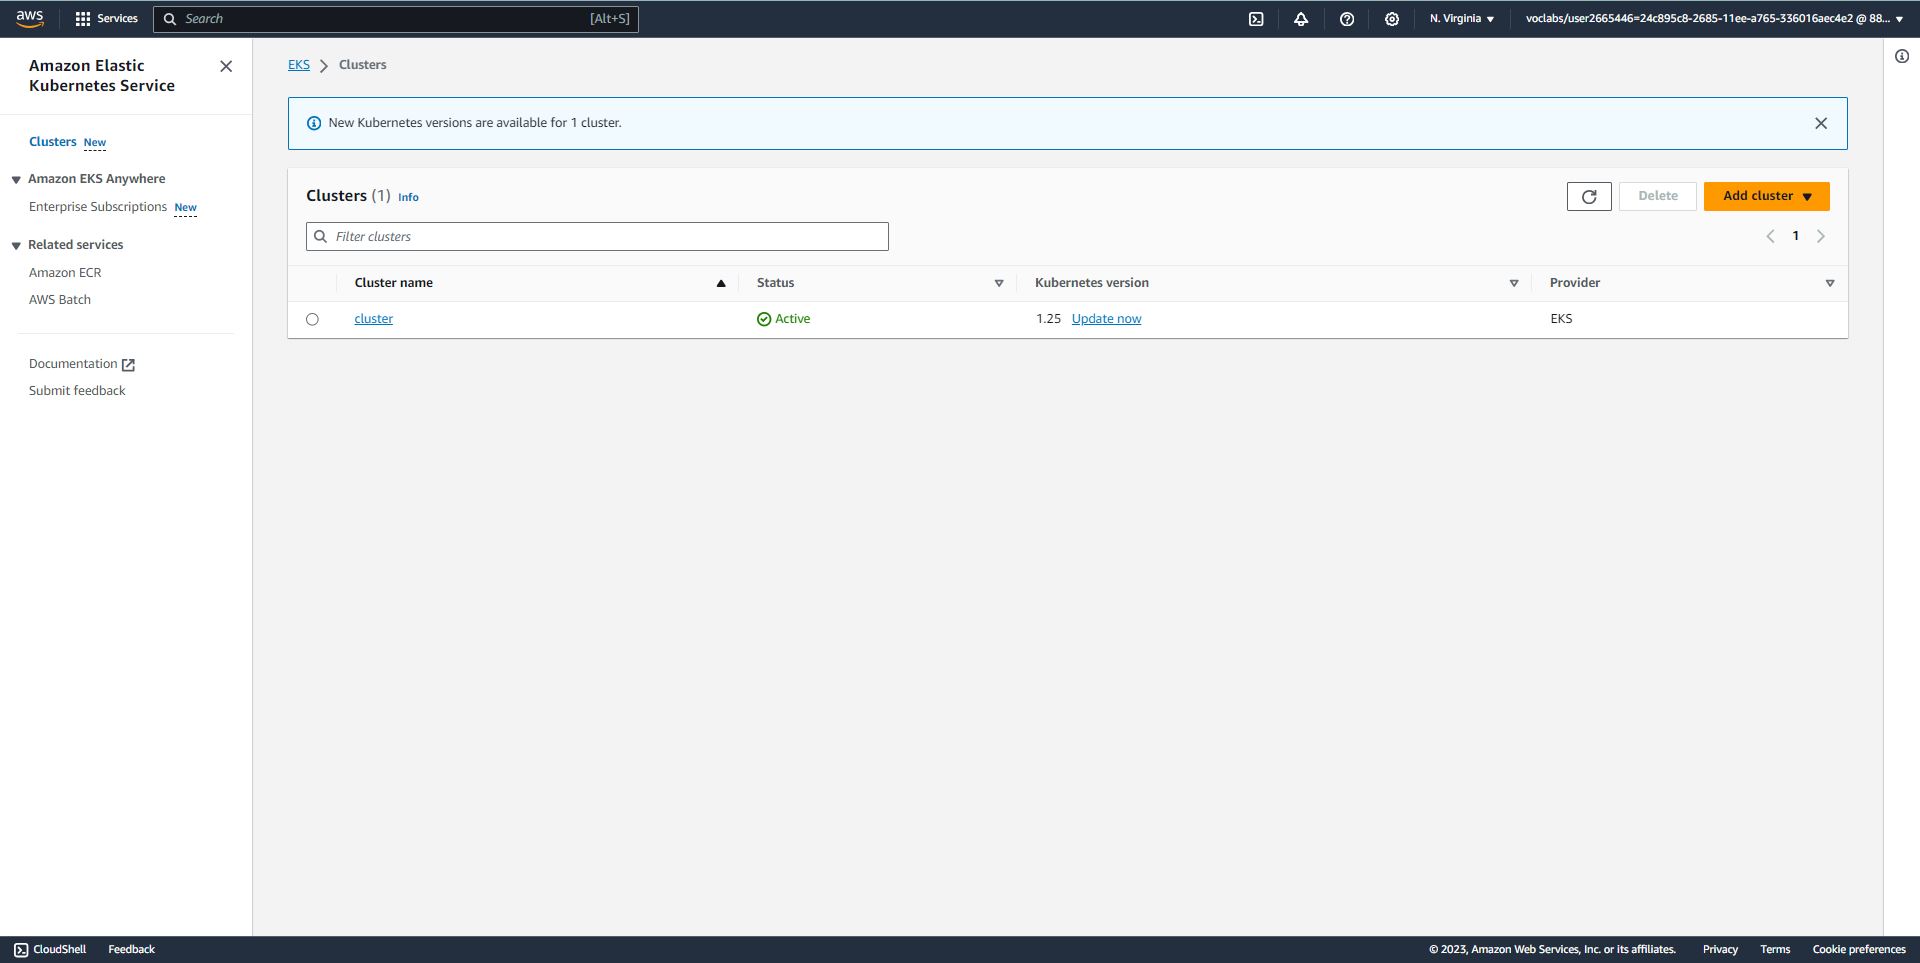 aws
Services
Search [Alt+S]
N. Virginia
voclabs/user2665446=24c895c8-2685-11ee-a765-336016aec4e2 @ 88...
Amazon Elastic
Kubernetes Service
Clusters New
Amazon EKS Anywhere
Enterprise Subscriptions New
Related services
Amazon ECR
AWS Batch
Documentation
Submit feedback
EKS Clusters
New Kubernetes versions are available for 1 cluster.
Clusters (1) Info
Delete
Add cluster
Filter clusters
1
Cluster name Status Kubernetes version Provider
cluster Active 1.25 Update now EKS
CloudShell Feedback © 2023, Amazon Web Services, Inc. or its affiliates. Privacy Terms Cookie preferences